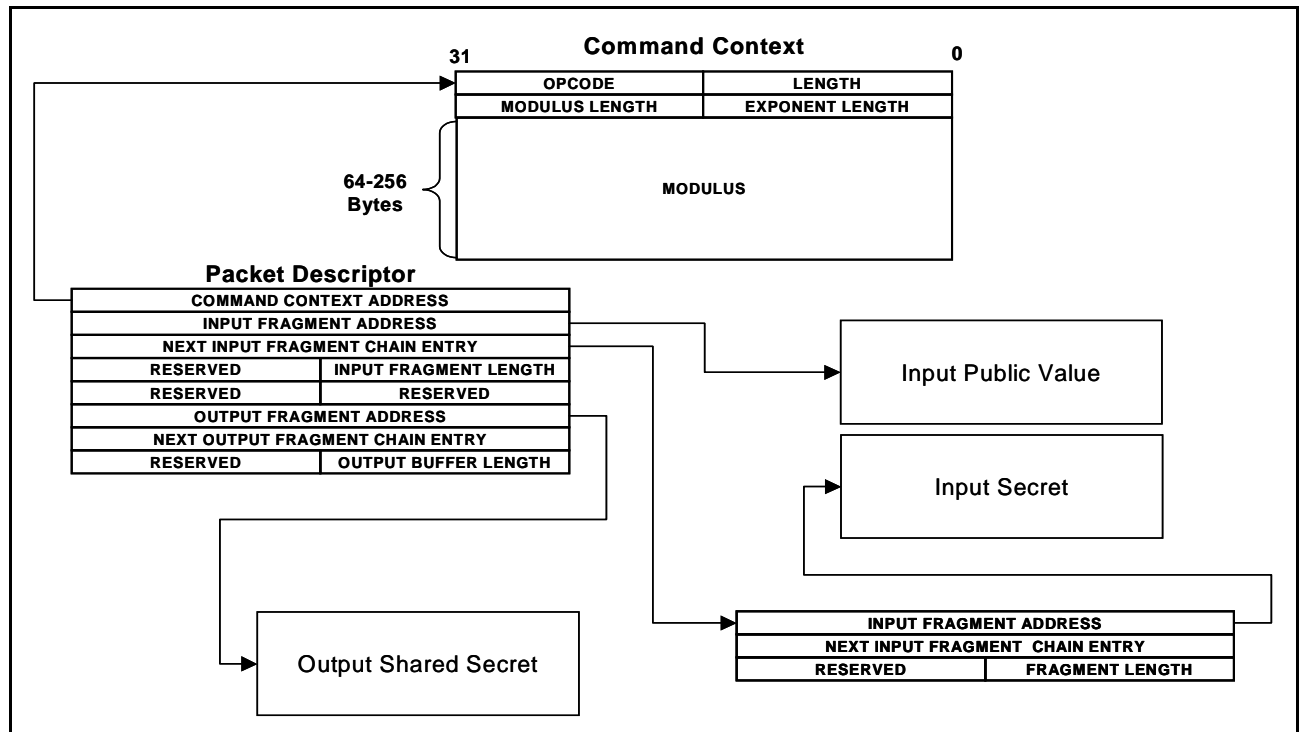 Command Context
31
0
OPCODE LENGTH
MODULUS LENGTH EXPONENT LENGTH
64-256
Bytes
MODULUS
Packet Descriptor
COMMAND CONTEXT ADDRESS
INPUT FRAGMENT ADDRESS
NEXT INPUT FRAGMENT CHAIN ENTRY
RESERVED INPUT FRAGMENT LENGTH
RESERVED RESERVED
OUTPUT FRAGMENT ADDRESS
NEXT OUTPUT FRAGMENT CHAIN ENTRY
RESERVED OUTPUT BUFFER LENGTH
Input Public Value
Input Secret
INPUT FRAGMENT ADDRESS
NEXT INPUT FRAGMENT CHAIN ENTRY
RESERVED FRAGMENT LENGTH
Output Shared Secret